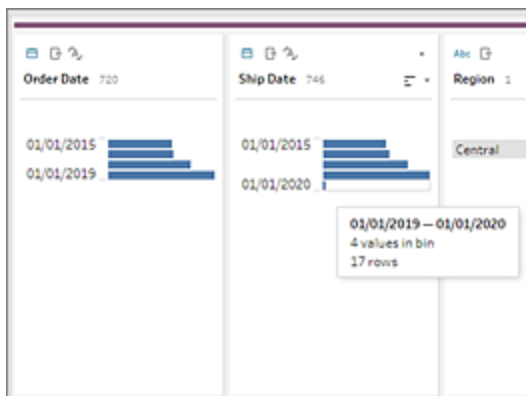 Order Date 720
01/01/2015
01/01/2019
Ship Date 746
01/01/2015
01/01/2020
01/01/2019 — 01/01/2020
4 values in bin
17 rows
Abc
Region 1
Central